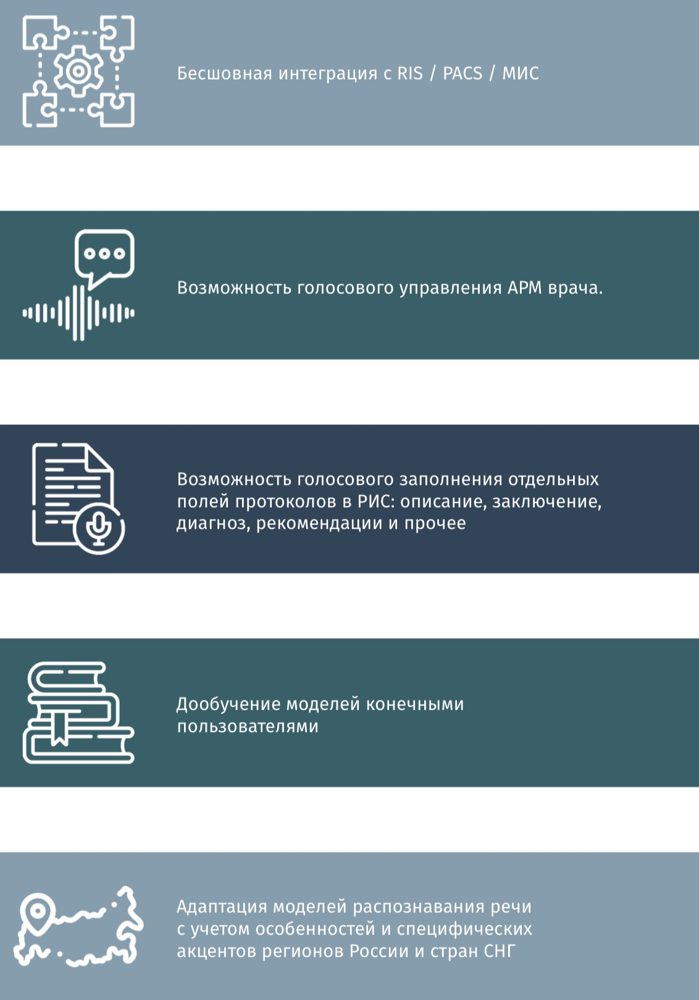 Бесшовная интеграция с RIS / PACS / МИС
Возможность голосового управления АРМ врача.
Возможность голосового заполнения отдельных
полей протоколов в РИС: описание, заключение,
диагноз, рекомендации и прочее
Дообучение моделей конечными
пользователями
Адаптация моделей распознавания речи
с учетом особенностей и специфических
акцентов регионов России и стран СНГ